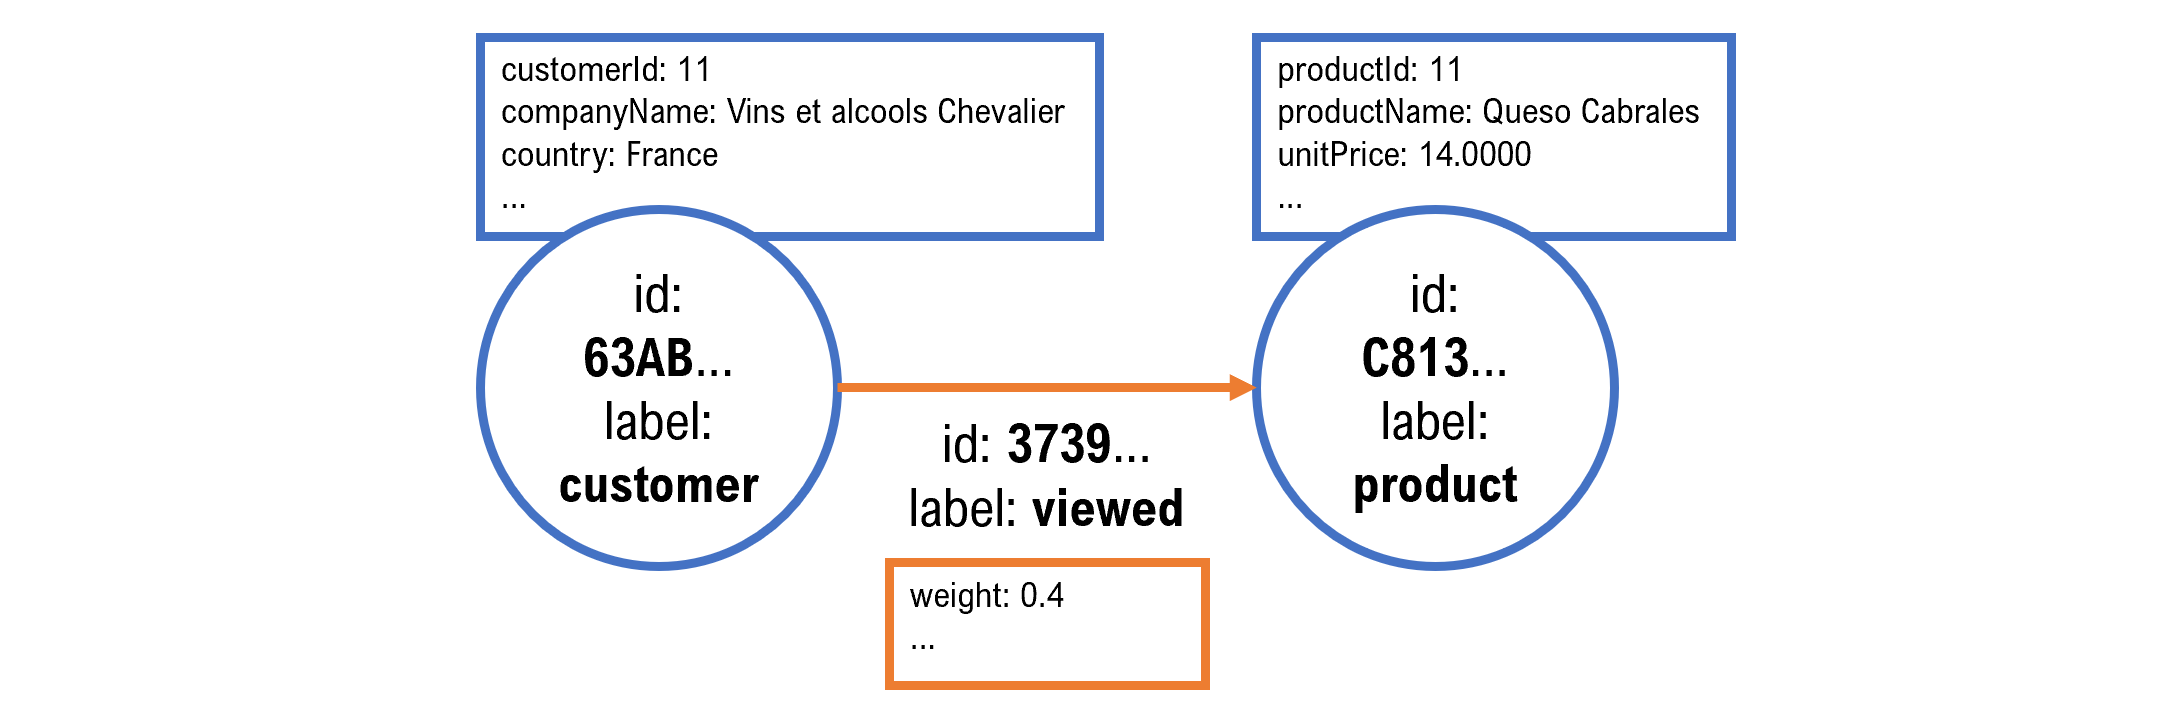 customerId: 11
companyName: Vins et alcools Chevalier
country: France
...
productId: 11
productName: Queso Cabrales
unitPrice: 14.0000
...
id:
63AB...
label:
customer
id: 3739...
label: viewed
weight: 0.4
...
id:
C813...
label:
product